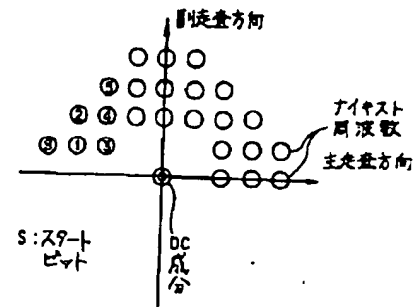 副走査方向
⑤
② ④
Ⓢ ① ③
ナイキスト
周波数
主走査方向
S:スタート
ビット
DC
成
分